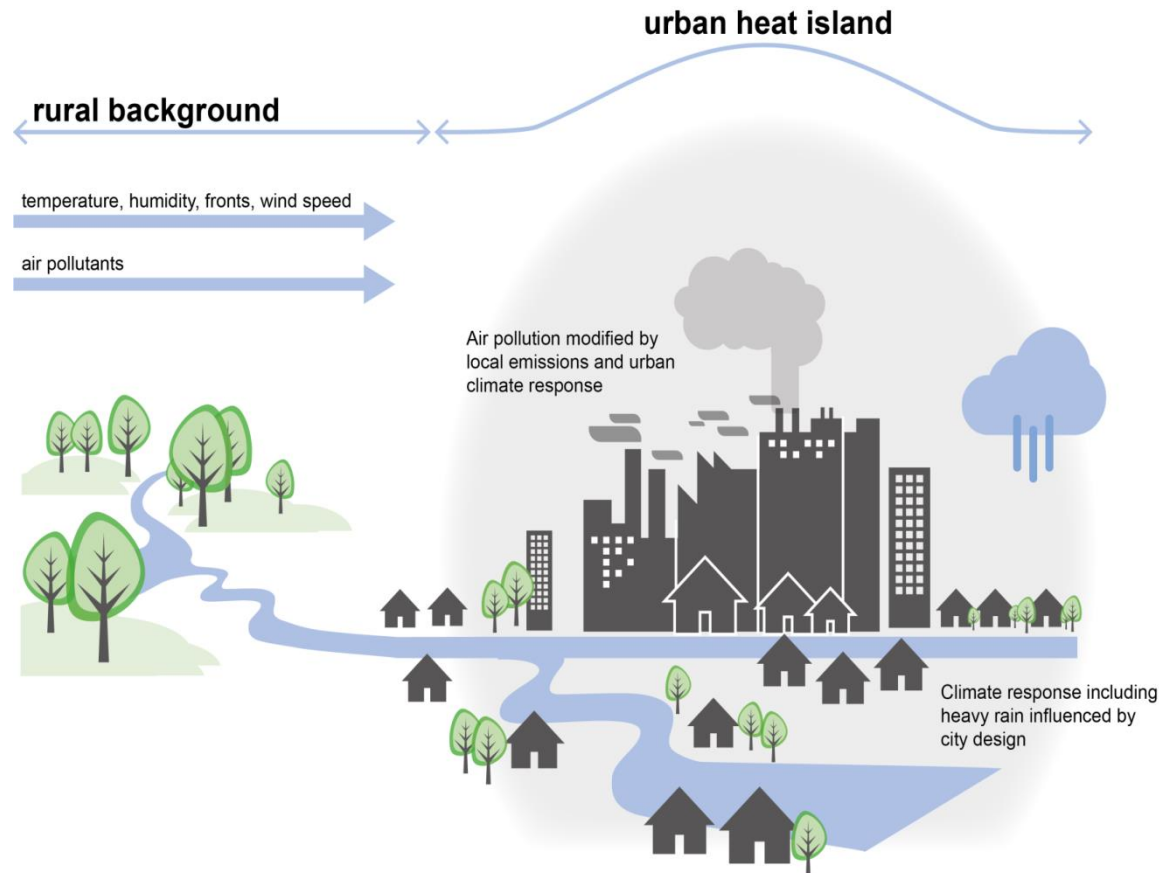 urban heat island
rural background
temperature, humidity, fronts, wind speed
air pollutants
Air pollution modified by
local emissions and urban
climate response
Climate response including
heavy rain influenced by
city design